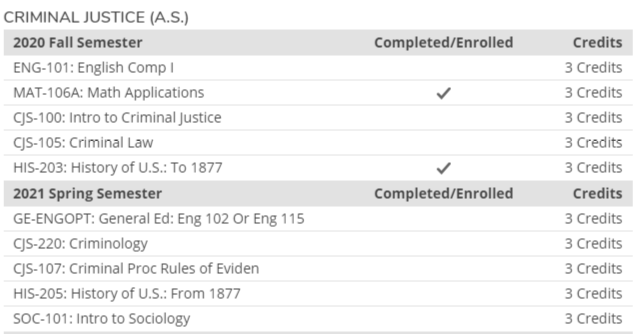 CRIMINAL JUSTICE (A.S.)
2020 Fall Semester Completed/Enrolled Credits
ENG-101: English Comp I 3 Credits
MAT-106A: Math Applications ✓ 3 Credits
CJS-100: Intro to Criminal Justice 3 Credits
CJS-105: Criminal Law 3 Credits
HIS-203: History of U.S.: To 1877 ✓ 3 Credits
2021 Spring Semester Completed/Enrolled Credits
GE-ENGOPT: General Ed: Eng 102 Or Eng 115 3 Credits
CJS-220: Criminology 3 Credits
CJS-107: Criminal Proc Rules of Eviden 3 Credits
HIS-205: History of U.S.: From 1877 3 Credits
SOC-101: Intro to Sociology 3 Credits